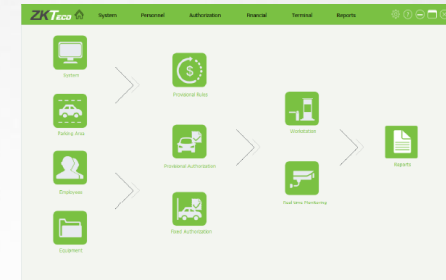 ZKTeco
System Personnel Authorization Financial Terminal Reports
System
Provisional Rules
Parking Area
Workstation
Provisional Authorization
Reports
Employees
Real-time Monitoring
Fixed Authorization
Equipment